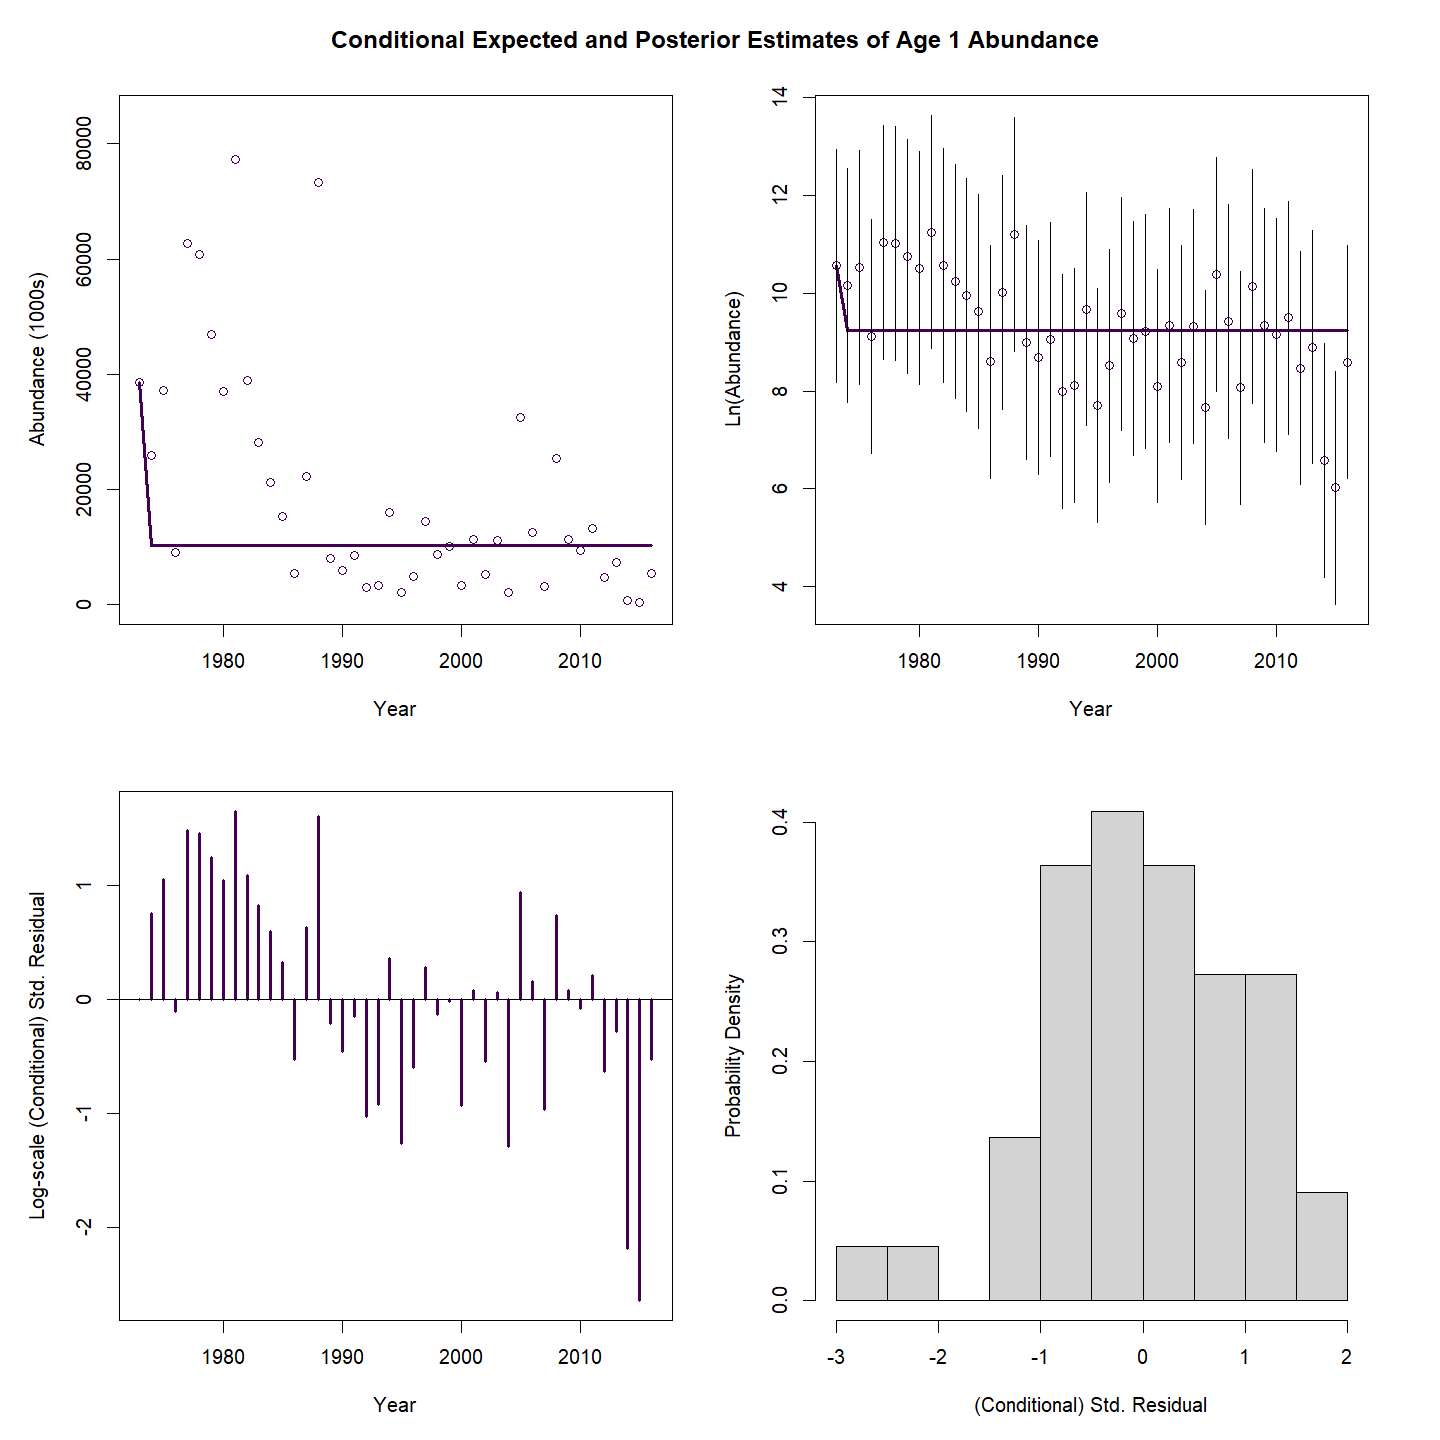 Conditional Expected and Posterior Estimates of Age 1 Abundance
Abundance (1000s)
80000
60000
40000
20000
0
1980 1990 2000 2010
Year
Ln(Abundance)
14
12
10
8
6
4
1980 1990 2000 2010
Year
Log-scale (Conditional) Std. Residual
1
0
-1
-2
1980 1990 2000 2010
Year
Probability Density
0.4
0.3
0.2
0.1
0.0
-3 -2 -1 0 1 2
(Conditional) Std. Residual